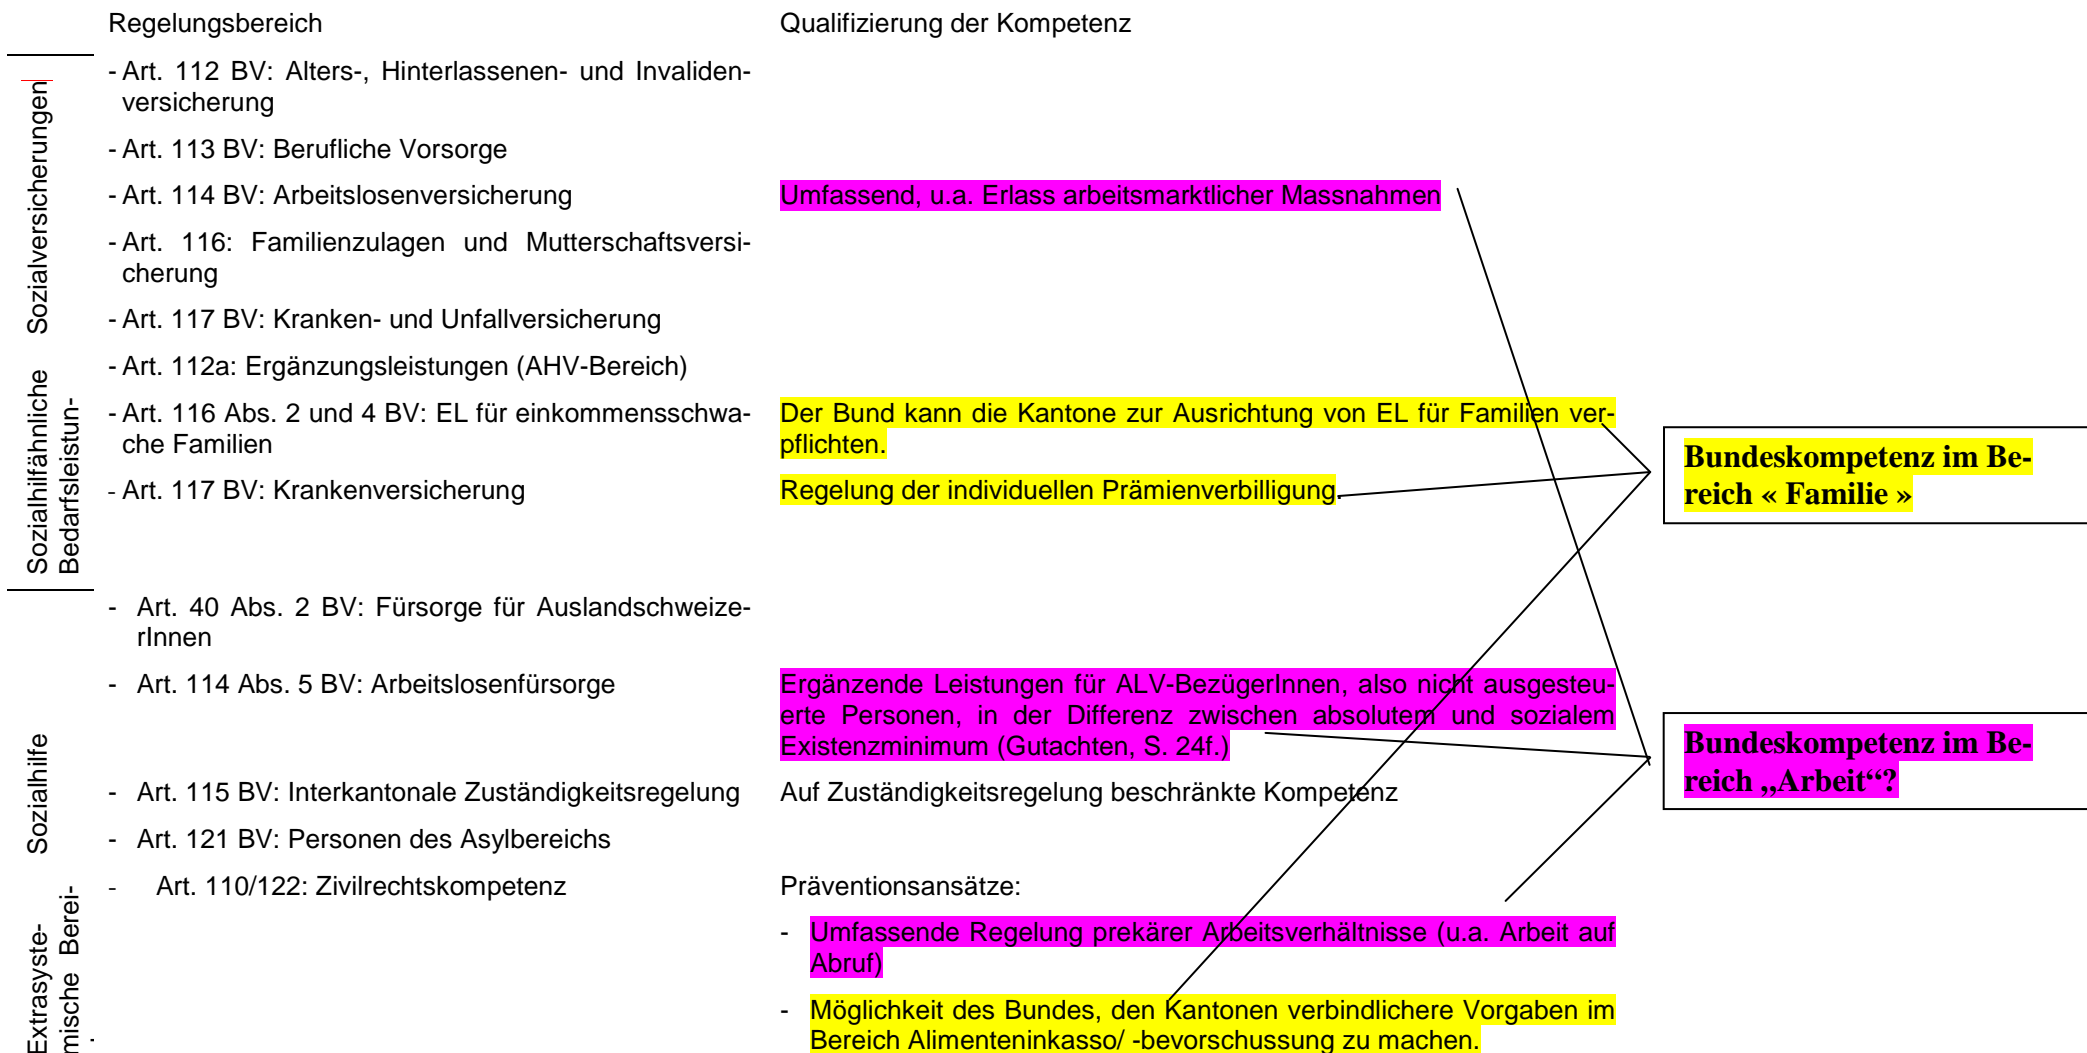 Regelungsbereich
Qualifizierung der Kompetenz
Sozialversicherungen
- Art. 112 BV: Alters-, Hinterlassenen- und Invaliden-
versicherung
- Art. 113 BV: Berufliche Vorsorge
- Art. 114 BV: Arbeitslosenversicherung
Umfassend, u.a. Erlass arbeitsmarktlicher Massnahmen
- Art. 116: Familienzulagen und Mutterschaftsversi-
cherung
- Art. 117 BV: Kranken- und Unfallversicherung
Sozialhilfähnliche
Bedarfsleistun-
- Art. 112a: Ergänzungsleistungen (AHV-Bereich)
- Art. 116 Abs. 2 und 4 BV: EL für einkommensschwa-
che Familien
Der Bund kann die Kantone zur Ausrichtung von EL für Familien ver-
pflichten.
- Art. 117 BV: Krankenversicherung
Regelung der individuellen Prämienverbilligung.
Bundeskompetenz im Be-
reich « Familie »
Sozialhilfe
- Art. 40 Abs. 2 BV: Fürsorge für Auslandschweize-
rInnen
- Art. 114 Abs. 5 BV: Arbeitslosenfürsorge
Ergänzende Leistungen für ALV-BezügerInnen, also nicht ausgesteu-
erte Personen, in der Differenz zwischen absolutem und sozialem
Existenzminimum (Gutachten, S. 24f.)
Bundeskompetenz im Be-
reich „Arbeit“?
- Art. 115 BV: Interkantonale Zuständigkeitsregelung
Auf Zuständigkeitsregelung beschränkte Kompetenz
- Art. 121 BV: Personen des Asylbereichs
Extrasyste-
mische Berei-
- Art. 110/122: Zivilrechtskompetenz
Präventionsansätze:
- Umfassende Regelung prekärer Arbeitsverhältnisse (u.a. Arbeit auf
Abruf)
- Möglichkeit des Bundes, den Kantonen verbindlichere Vorgaben im
Bereich Alimenteninkasso/ -bevorschussung zu machen.